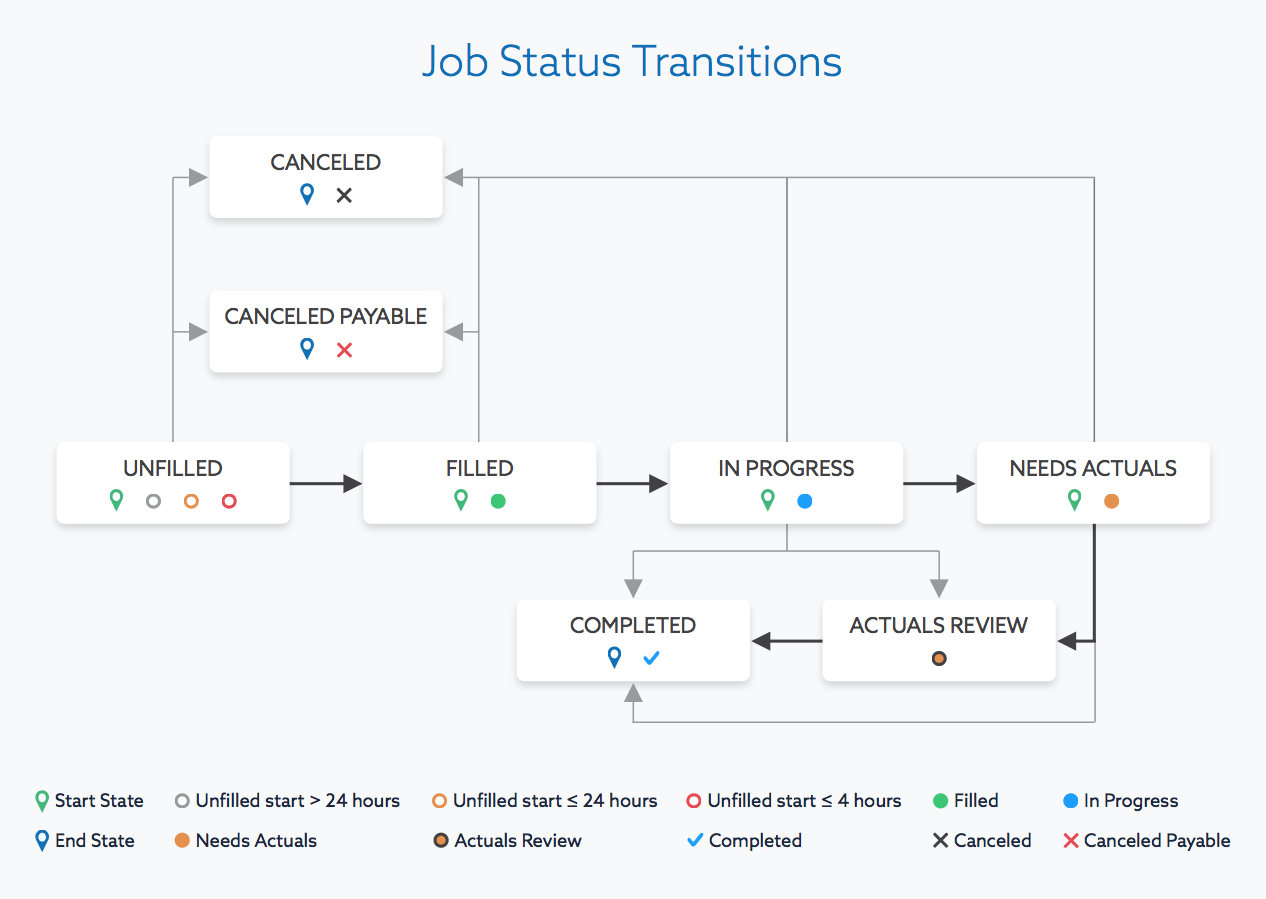 Job Status Transitions
CANCELED
CANCELED PAYABLE
UNFILLED
FILLED
IN PROGRESS
NEEDS ACTUALS
COMPLETED
ACTUALS REVIEW
Start State
Unfilled start > 24 hours
Unfilled start ≤ 24 hours
Unfilled start ≤ 4 hours
Filled
In Progress
End State
Needs Actuals
Actuals Review
Completed
Canceled
Canceled Payable